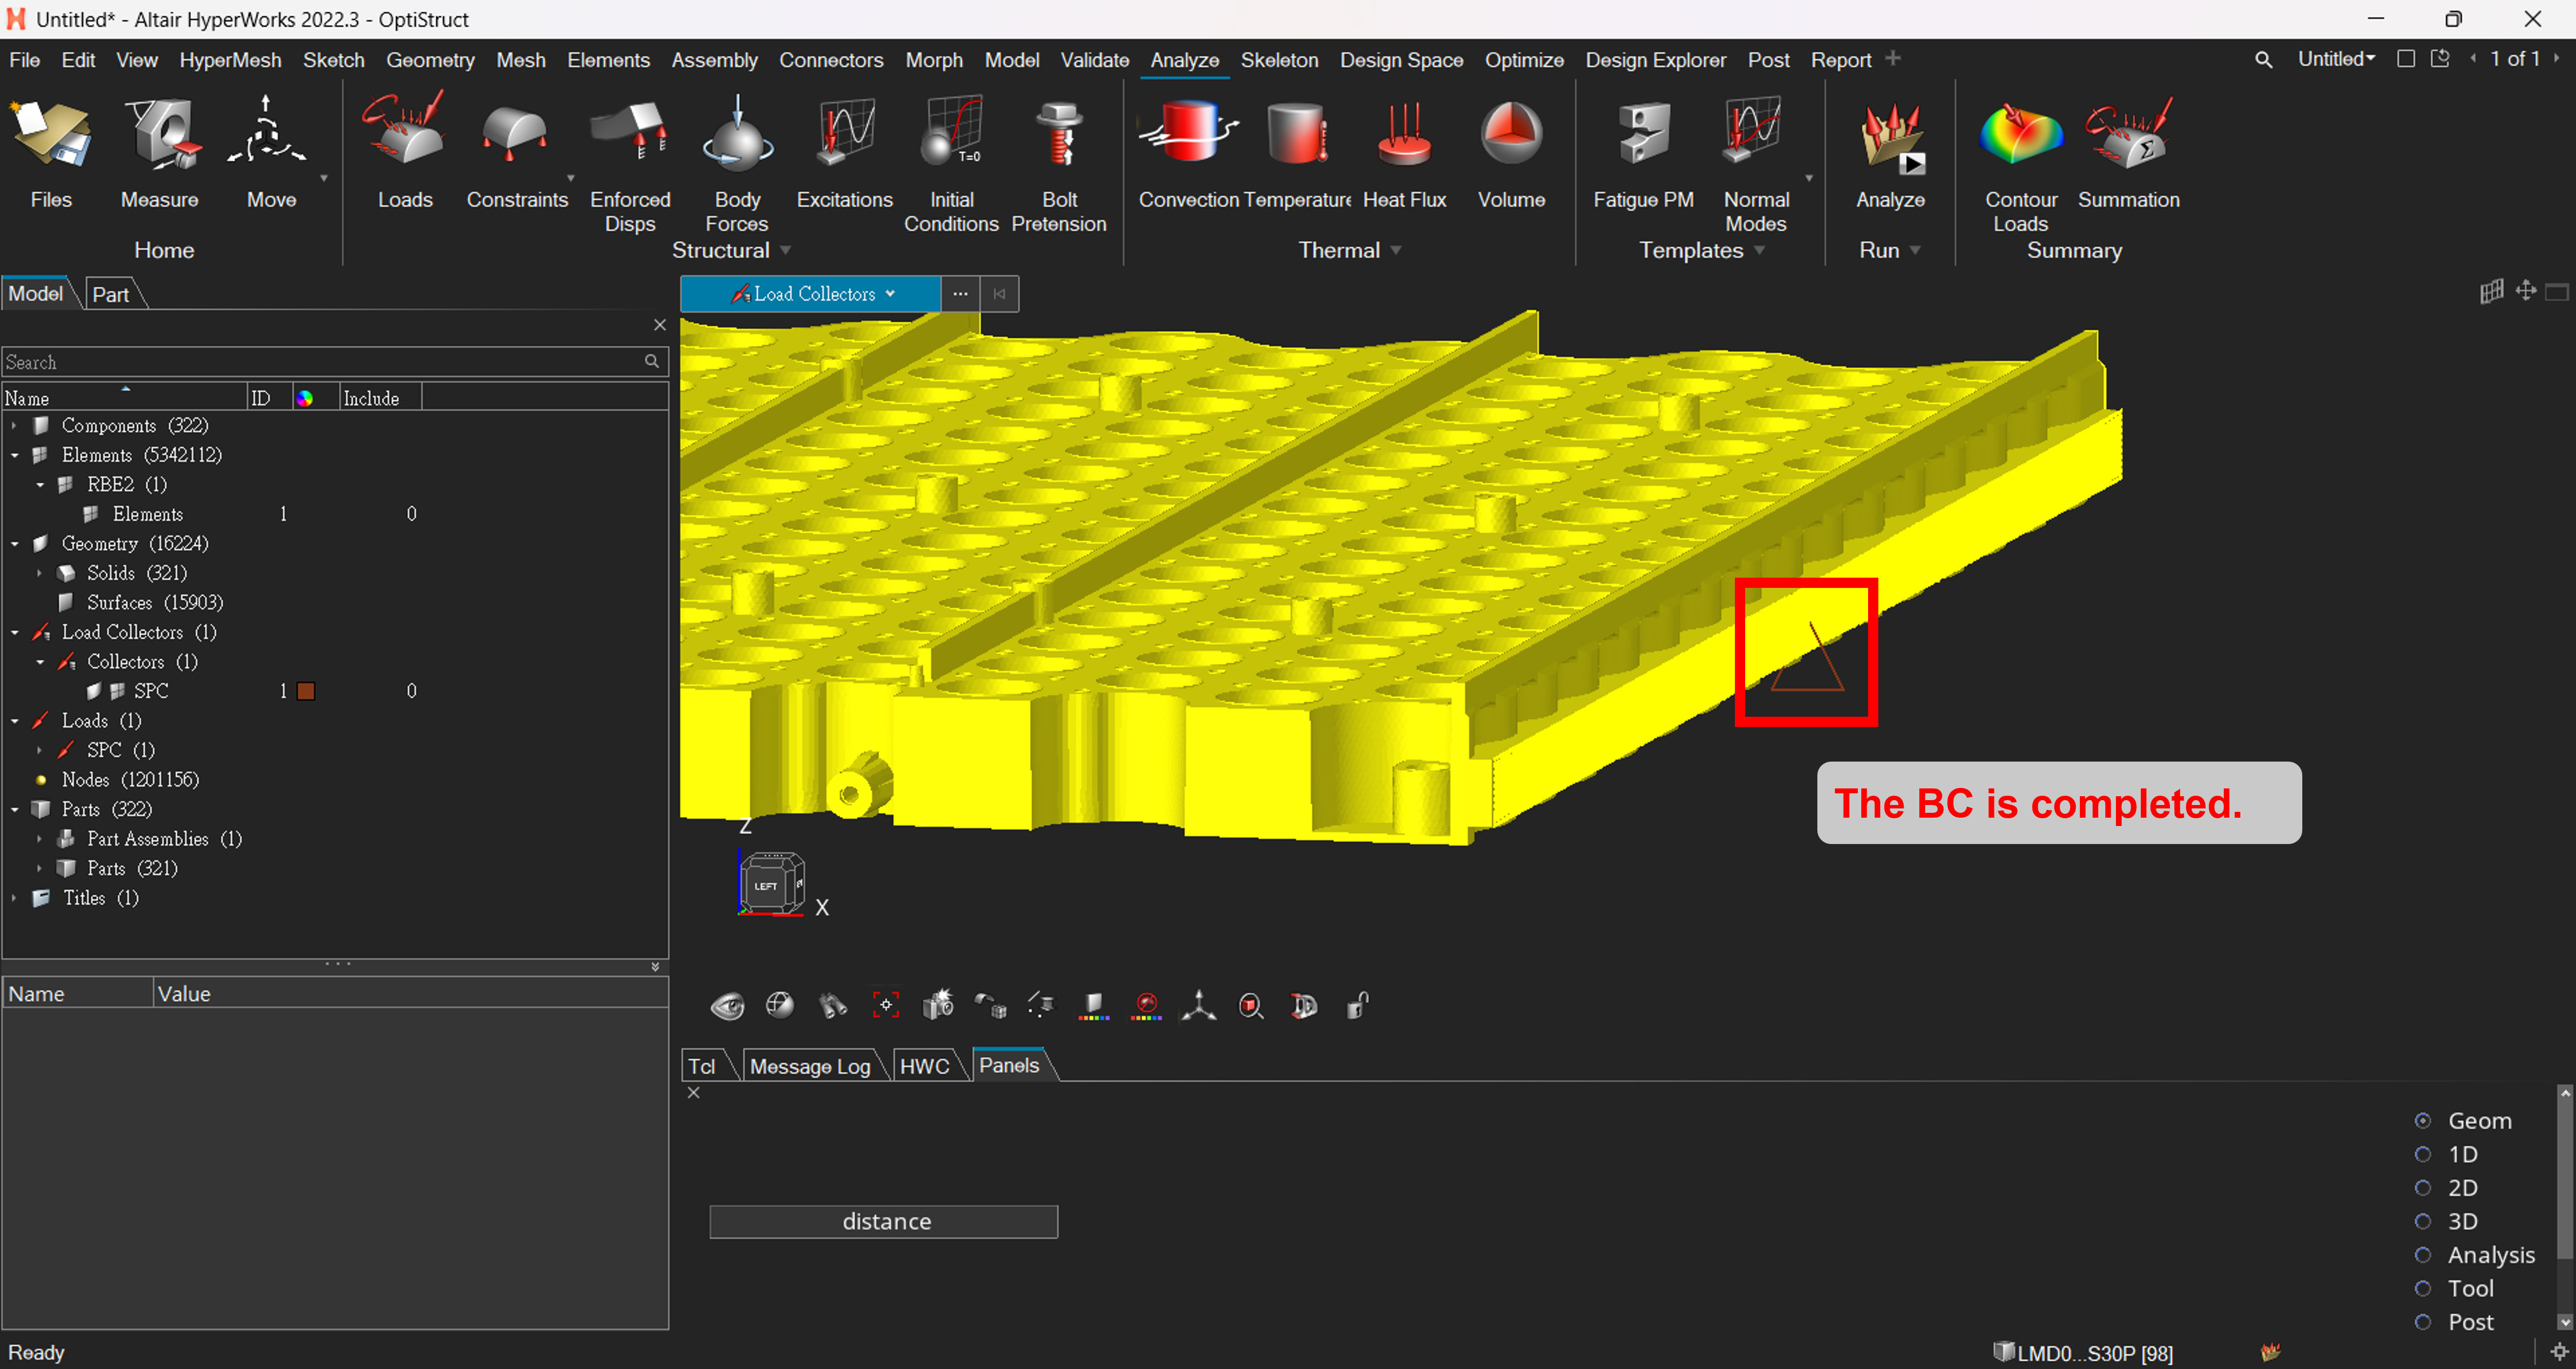 Untitled* - Altair HyperWorks 2022.3 - OptiStruct
File Edit View HyperMesh Sketch Geometry Mesh Elements Assembly Connectors Morph Model Validate Analyze Skeleton Design Space Optimize Design Explorer Post Report Untitled 1 of 1
T=0
Files Measure Move Loads Constraints Enforced Disps Body Forces Excitations Initial Conditions Bolt Pretension Convection Temperature Heat Flux Volume Fatigue PM Normal Modes Analyze Contour Loads Summation
Home Structural Thermal Templates Run Summary
Model Part
Load Collectors
Search
Name ID Include
Components (322)
Elements (5342112)
RBE2 (1)
Elements 1 0
Geometry (16224)
Solids (321)
Surfaces (15903)
Load Collectors (1)
Collectors (1)
SPC 1 0
Loads (1)
SPC (1)
Nodes (1201156)
Parts (322)
Part Assemblies (1)
Parts (321)
Titles (1)
The BC is completed.
Z
LEFT
X
Name Value
Tcl Message Log HWC Panels
distance
Geom
1D
2D
3D
Analysis
Tool
Post
Ready
LMD0...S30P [98]